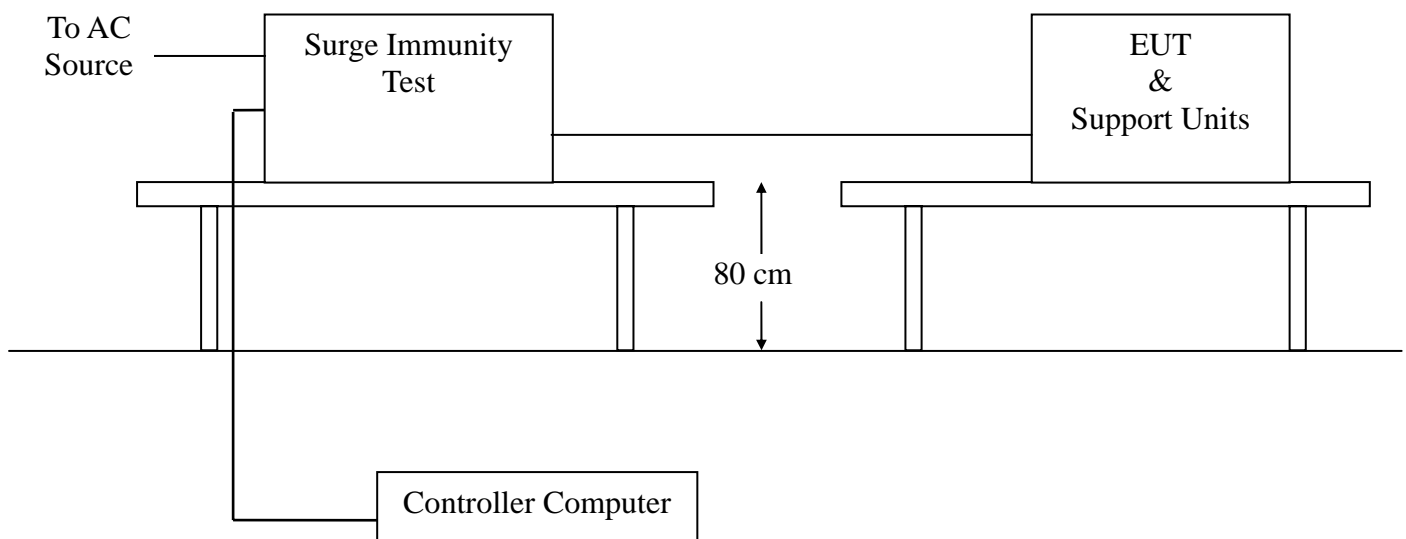 To AC
Source
Surge Immunity
Test
EUT
&
Support Units
80 cm
Controller Computer